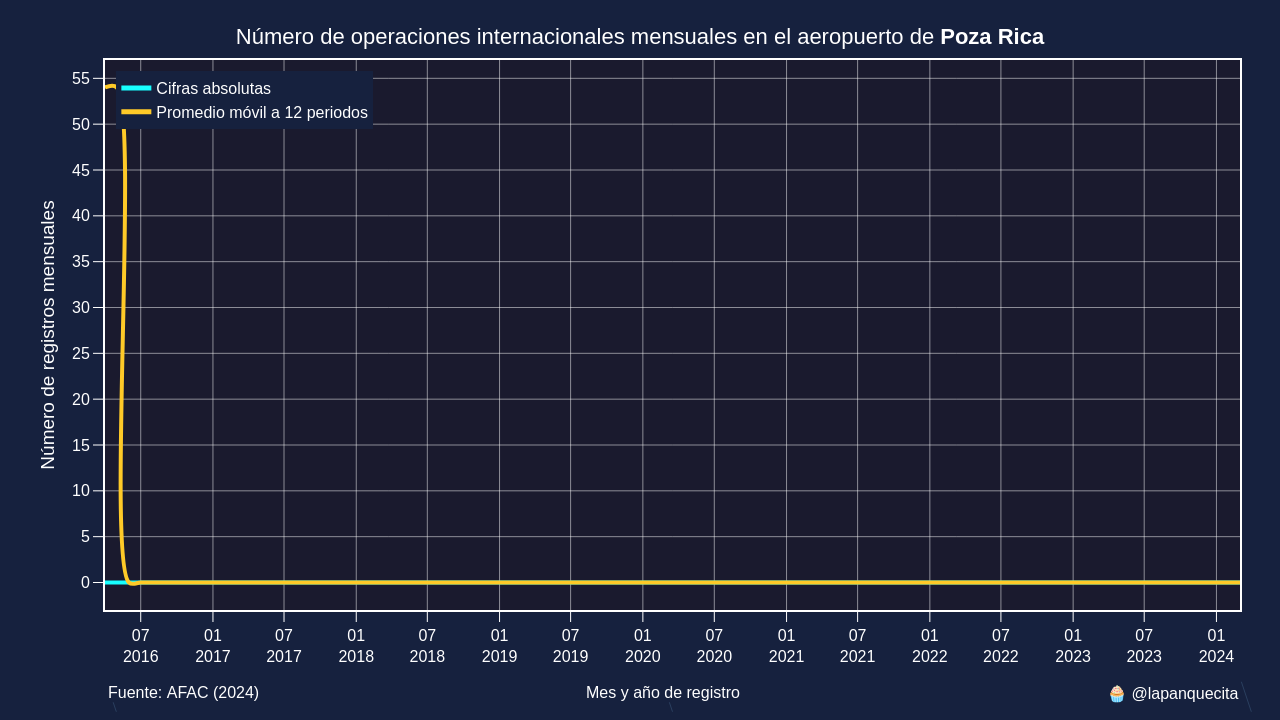 Número de operaciones internacionales mensuales en el aeropuerto de Poza Rica
Cifras absolutas
Promedio móvil a 12 periodos
Número de registros mensuales
55
50
45
40
35
30
25
20
15
10
5
0
07 01 07 01 07 01 07 01 07 01 07 01 07 01 07 01
2016 2017 2017 2018 2018 2019 2019 2020 2020 2021 2021 2022 2022 2023 2023 2024
Fuente: AFAC (2024) Mes y año de registro 🧁 @lapanquecita